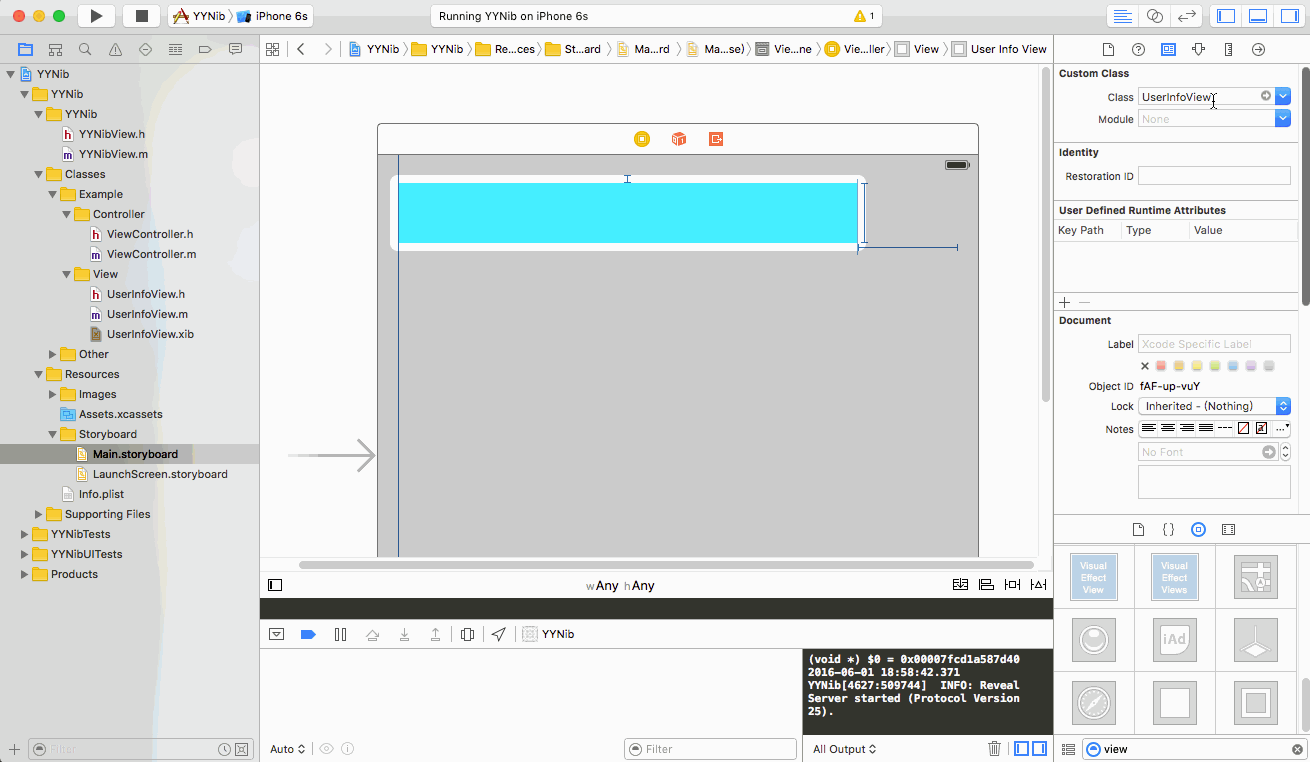 YYNib
iPhone 6s
Running YYNib on iPhone 6s
1
YYNib
YYNib
Re...ces
St...ard
Ma...rd
Ma...se)
Vie...ne
Vie...ller
View
User Info View
YYNib
YYNib
YYNib
YYNibView.h
YYNibView.m
Classes
Example
Controller
ViewController.h
ViewController.m
View
UserInfoView.h
UserInfoView.m
UserInfoView.xib
Other
Resources
Images
Assets.xcassets
Storyboard
Main.storyboard
LaunchScreen.storyboard
Info.plist
Supporting Files
YYNibTests
YYNibUITests
Products
Filter
wAny hAny
YYNib
(void *) $0 = 0x00007fcd1a587d40
2016-06-01 18:58:42.371
YYNib[4627:509744] INFO: Reveal
Server started (Protocol Version
25).
Auto
Filter
All Output
Custom Class
Class UserInfoView
Module None
Identity
Restoration ID
User Defined Runtime Attributes
Key Path Type Value
Document
Label Xcode Specific Label
Object ID fAF-up-vuY
Lock Inherited - (Nothing)
Notes
No Font
Visual
Effect
View
Visual
Effect
Views
iAd
view